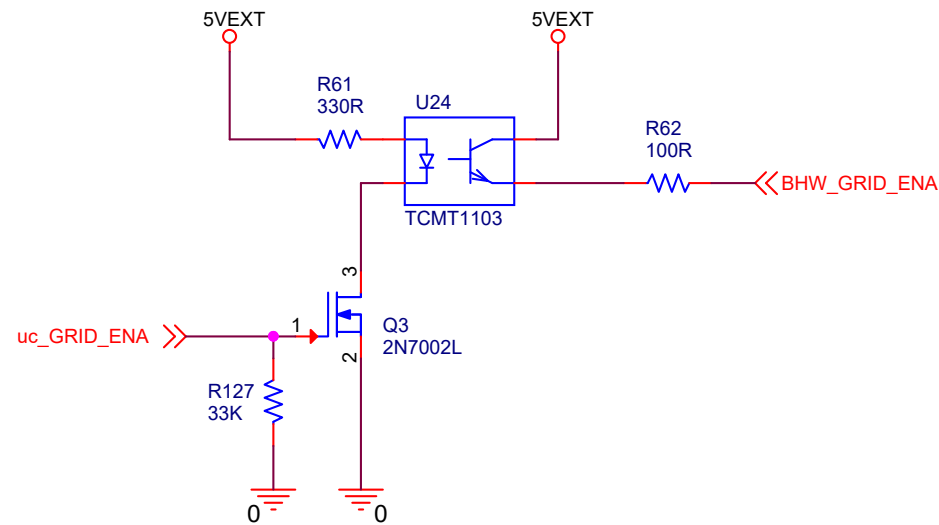 5VEXT
5VEXT
R61
330R
U24
R62
100R
BHW_GRID_ENA
TCMT1103
3
uc_GRID_ENA
1
Q3
2N7002L
2
R127
33K
0
0